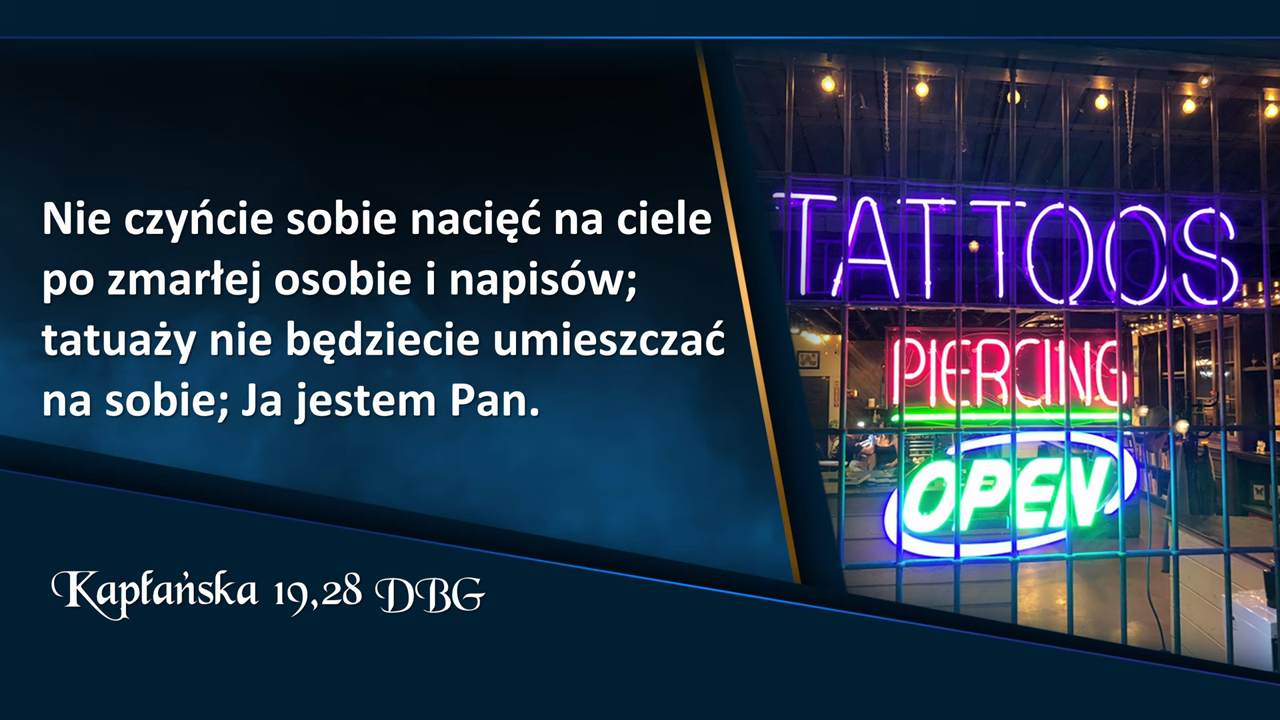 Nie czyńcie sobie nacięć na ciele
po zmarłej osobie i napisów;
tatuaży nie będziecie umieszczać
na sobie; Ja jestem Pan.
Kapłańska 19,28 DBG
TATTOOS
PIERCING
OPEN